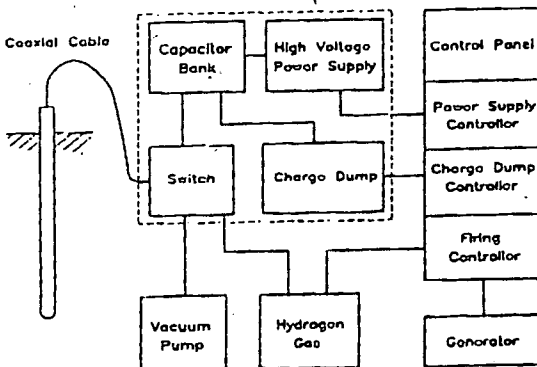 Coaxial Cable
Capacitor
Bank
High Voltage
Power Supply
Control Panel
Power Supply
Controller
Switch
Charge Dump
Charge Dump
Controller
Firing
Controller
Vacuum
Pump
Hydrogen
Gas
Generator